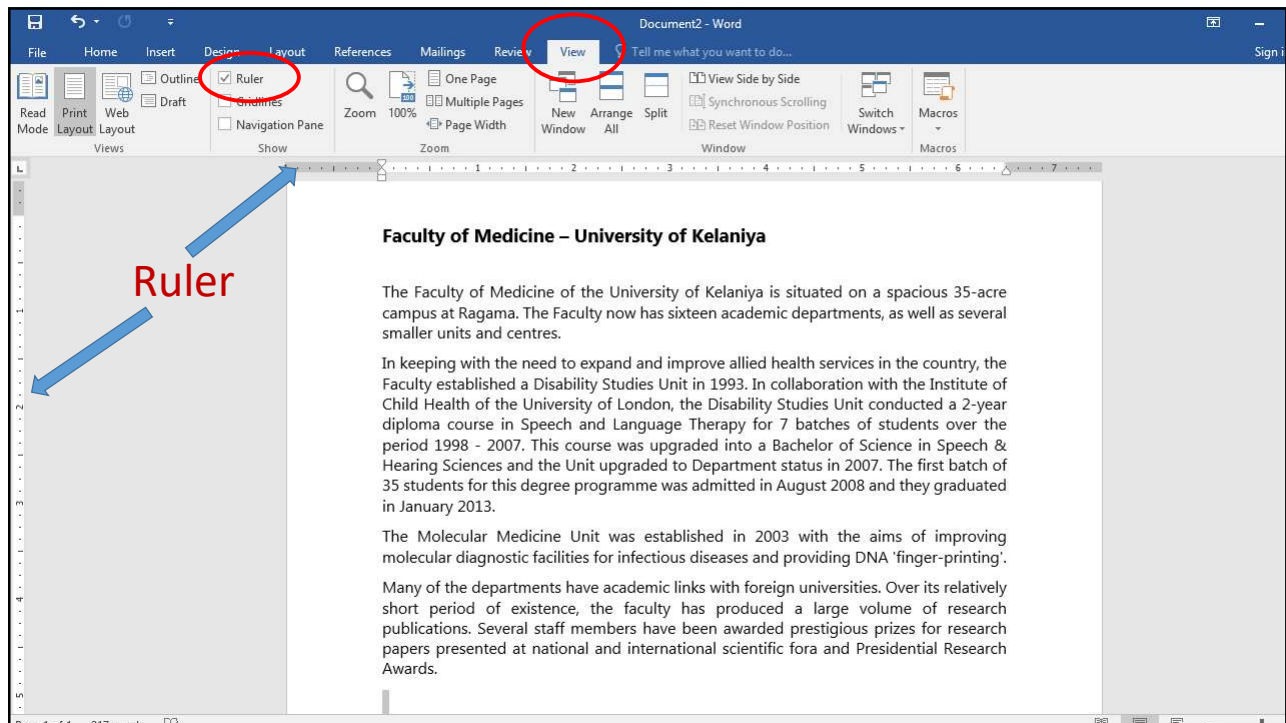 Document2 - Word
File Home Insert Design Layout References Mailings Review View Tell me what you want to do... Sign i
Read Mode
Print Layout
Web Layout
Outline
Draft
Views
Ruler
Gridlines
Navigation Pane
Show
Zoom
100%
One Page
Multiple Pages
Page Width
Zoom
New Window
Arrange All
Split
View Side by Side
Synchronous Scrolling
Reset Window Position
Switch Windows
Window
Macros
Macros
1 2 3 4 5 6 7
Ruler
1
2
3
4
5
Faculty of Medicine – University of Kelaniya
The Faculty of Medicine of the University of Kelaniya is situated on a spacious 35-acre
campus at Ragama. The Faculty now has sixteen academic departments, as well as several
smaller units and centres.
In keeping with the need to expand and improve allied health services in the country, the
Faculty established a Disability Studies Unit in 1993. In collaboration with the Institute of
Child Health of the University of London, the Disability Studies Unit conducted a 2-year
diploma course in Speech and Language Therapy for 7 batches of students over the
period 1998 - 2007. This course was upgraded into a Bachelor of Science in Speech &
Hearing Sciences and the Unit upgraded to Department status in 2007. The first batch of
35 students for this degree programme was admitted in August 2008 and they graduated
in January 2013.
The Molecular Medicine Unit was established in 2003 with the aims of improving
molecular diagnostic facilities for infectious diseases and providing DNA 'finger-printing'.
Many of the departments have academic links with foreign universities. Over its relatively
short period of existence, the faculty has produced a large volume of research
publications. Several staff members have been awarded prestigious prizes for research
papers presented at national and international scientific fora and Presidential Research
Awards.